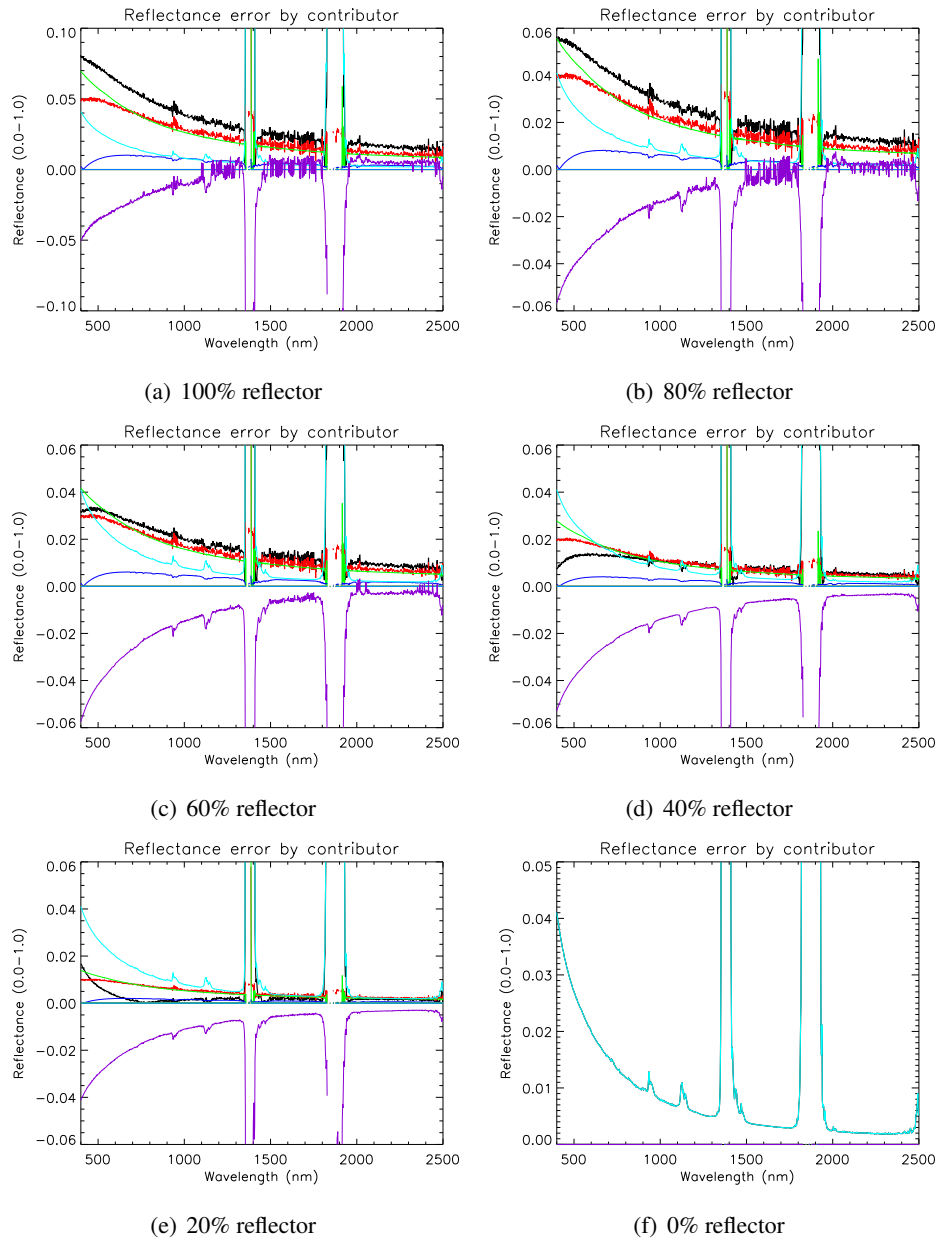 Reflectance error by contributor
Reflectance (0.0−1.0)
0.10
0.05
0.00
−0.05
−0.10
500 1000 1500 2000 2500
Wavelength (nm)
(a) 100% reflector
Reflectance error by contributor
Reflectance (0.0−1.0)
0.06
0.04
0.02
0.00
−0.02
−0.04
−0.06
500 1000 1500 2000 2500
Wavelength (nm)
(b) 80% reflector
Reflectance error by contributor
Reflectance (0.0−1.0)
0.06
0.04
0.02
0.00
−0.02
−0.04
−0.06
500 1000 1500 2000 2500
Wavelength (nm)
(c) 60% reflector
Reflectance error by contributor
Reflectance (0.0−1.0)
0.06
0.04
0.02
0.00
−0.02
−0.04
−0.06
500 1000 1500 2000 2500
Wavelength (nm)
(d) 40% reflector
Reflectance error by contributor
Reflectance (0.0−1.0)
0.06
0.04
0.02
0.00
−0.02
−0.04
−0.06
500 1000 1500 2000 2500
Wavelength (nm)
(e) 20% reflector
Reflectance error by contributor
Reflectance (0.0−1.0)
0.05
0.04
0.03
0.02
0.01
0.00
500 1000 1500 2000 2500
Wavelength (nm)
(f) 0% reflector